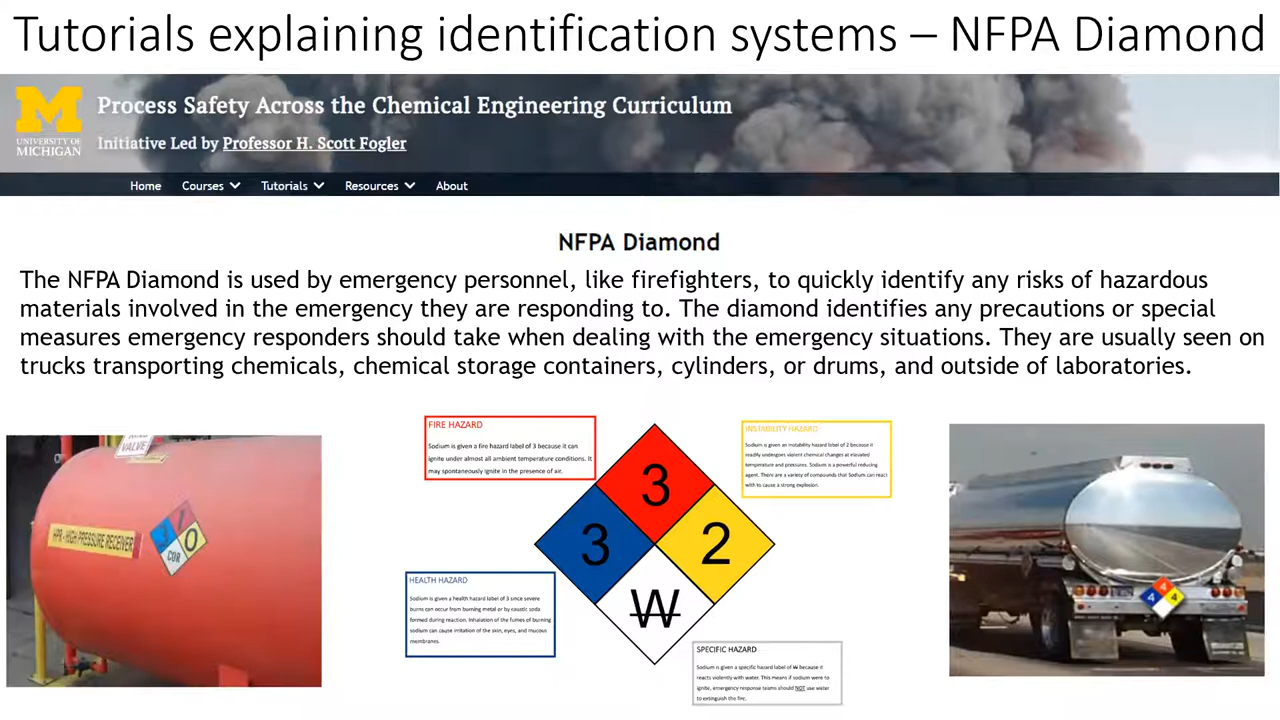 Tutorials explaining identification systems – NFPA Diamond
M
UNIVERSITY OF
MICHIGAN
Process Safety Across the Chemical Engineering Curriculum
Initiative Led by Professor H. Scott Fogler
Home Courses Tutorials Resources About
NFPA Diamond
The NFPA Diamond is used by emergency personnel, like firefighters, to quickly identify any risks of hazardous
materials involved in the emergency they are responding to. The diamond identifies any precautions or special
measures emergency responders should take when dealing with the emergency situations. They are usually seen on
trucks transporting chemicals, chemical storage containers, cylinders, or drums, and outside of laboratories.
VALVE
HPR - HIGH PRESSURE RECEIVER
3 1 0
COR
FIRE HAZARD
Sodium is given a fire hazard label of 3 because it can
ignite under almost all ambient temperature conditions. It
may spontaneously ignite in the presence of air.
INSTABILITY HAZARD
Sodium is given an instability hazard label of 2 because it
readily undergoes violent chemical changes at elevated
temperature and pressures. Sodium is a powerful reducing
agent. There are a variety of compounds that Sodium can react
with to cause a strong explosion.
3
3
2
W
HEALTH HAZARD
Sodium is given a health hazard label of 3 since severe
burns can occur from burning metal or by caustic soda
formed during reaction. Inhalation of the fumes of burning
sodium can cause irritation of the skin, eyes, and mucous
membranes.
SPECIFIC HAZARD
Sodium is given a specific hazard label of W because it
reacts violently with water. This means if sodium were to
ignite, emergency response teams should NOT use water
to extinguish the fire.
4
4 4